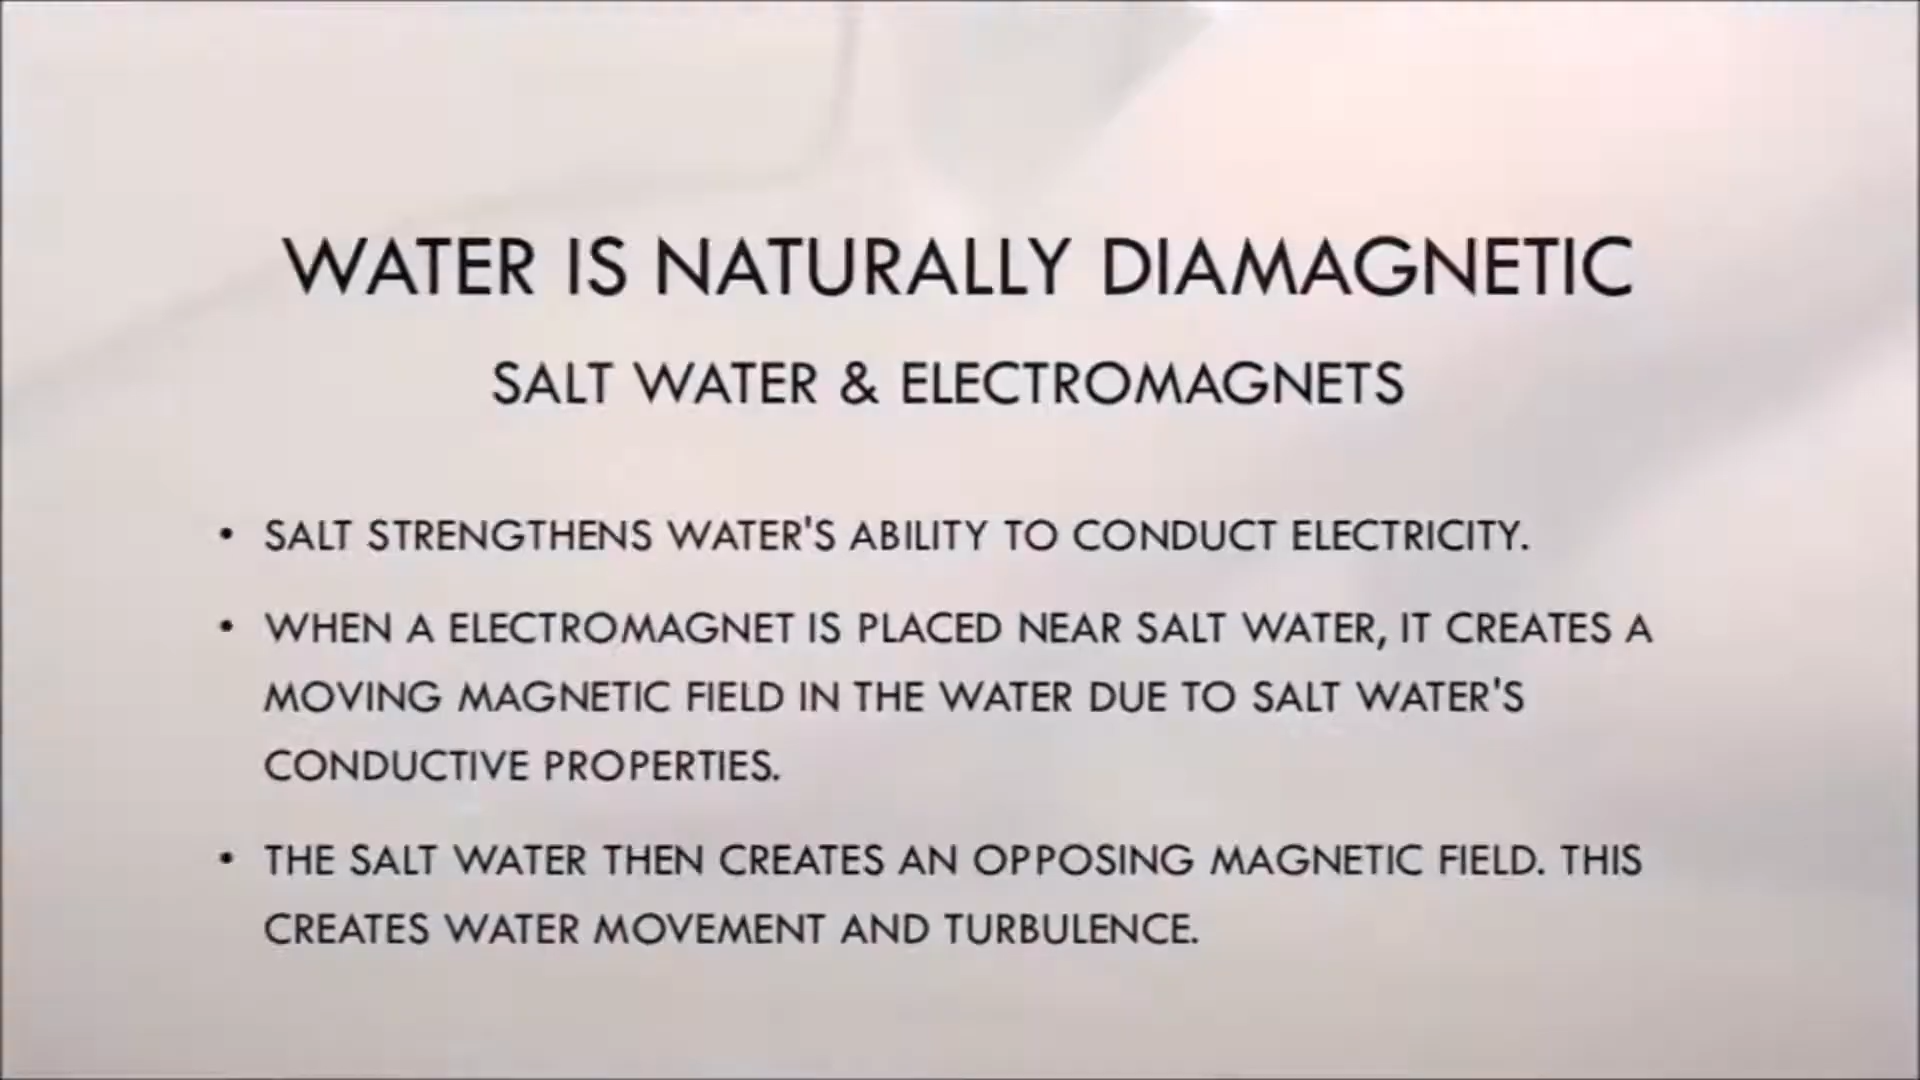 WATER IS NATURALLY DIAMAGNETIC
SALT WATER & ELECTROMAGNETS
• SALT STRENGTHENS WATER'S ABILITY TO CONDUCT ELECTRICITY.
• WHEN A ELECTROMAGNET IS PLACED NEAR SALT WATER, IT CREATES A
MOVING MAGNETIC FIELD IN THE WATER DUE TO SALT WATER'S
CONDUCTIVE PROPERTIES.
• THE SALT WATER THEN CREATES AN OPPOSING MAGNETIC FIELD. THIS
CREATES WATER MOVEMENT AND TURBULENCE.